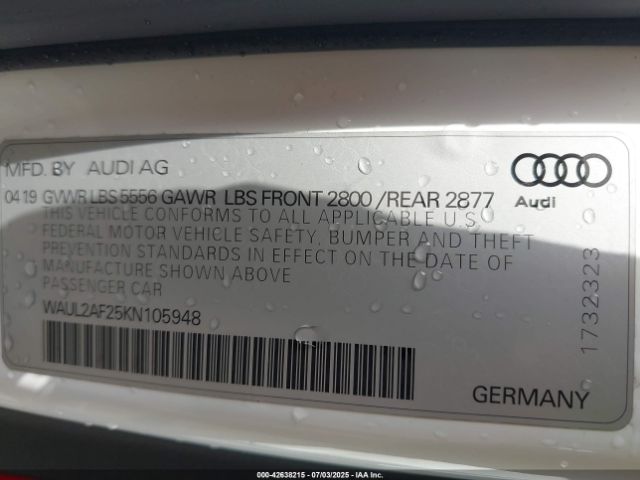 MFD. BY AUDI AG
04 19 GVWR LBS 5556 GAWR LBS FRONT 2800 /REAR 2877
THIS VEHICLE CONFORMS TO ALL APPLICABLE U.S.
FEDERAL MOTOR VEHICLE SAFETY, BUMPER AND THEFT
PREVENTION STANDARDS IN EFFECT ON THE DATE OF
MANUFACTURE SHOWN ABOVE
PASSENGER CAR
WAUL2AF25KN105948
Audi
1732323
GERMANY
000-42638215 - 07/03/2025 - IAA Inc.